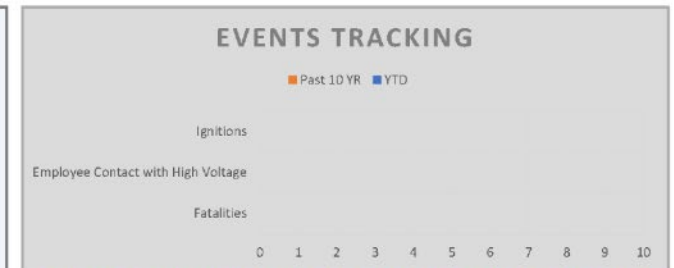 EVENTS TRACKING
Past 10 YR YTD
Ignitions
Employee Contact with High Voltage
Fatalities
0 1 2 3 4 5 6 7 8 9 10